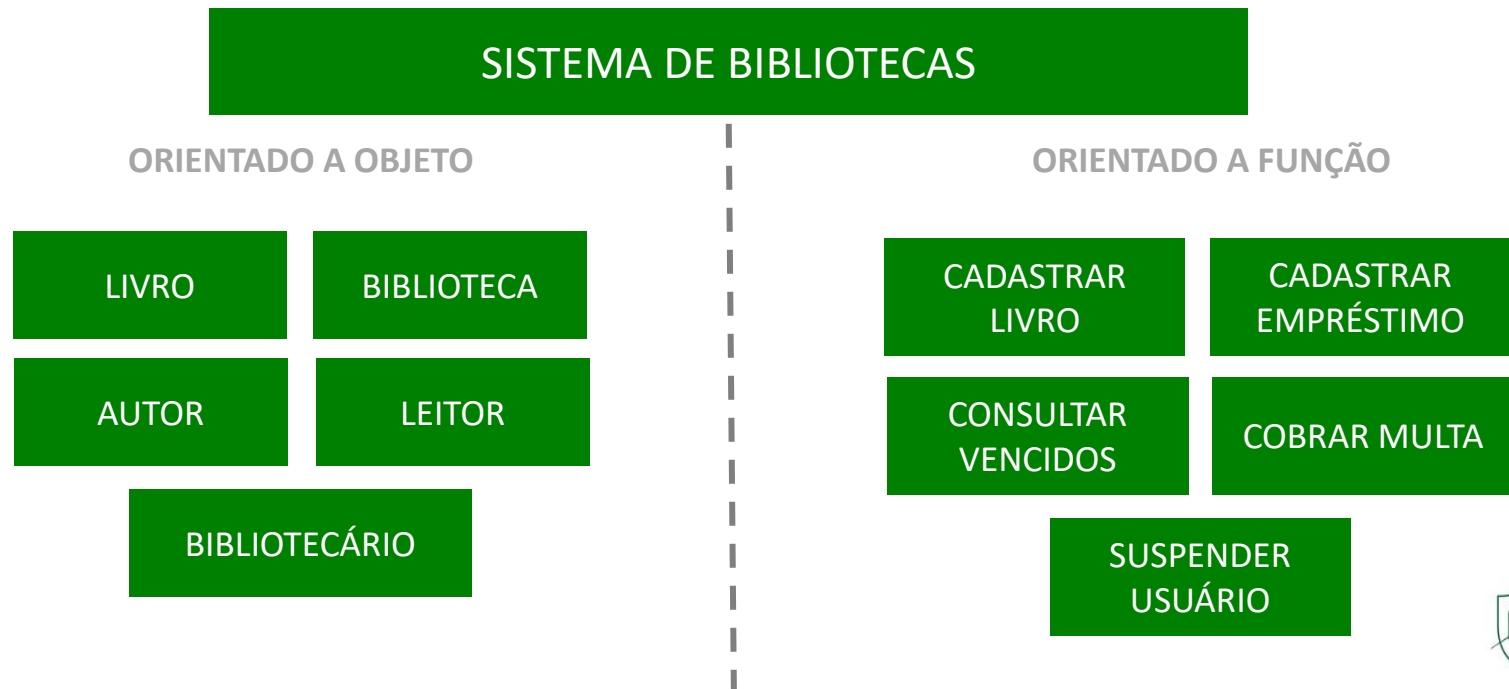 SISTEMA DE BIBLIOTECAS
ORIENTADO A OBJETO
LIVRO
BIBLIOTECA
AUTOR
LEITOR
BIBLIOTECÁRIO
ORIENTADO A FUNÇÃO
CADASTRAR
LIVRO
CADASTRAR
EMPRÉSTIMO
CONSULTAR
VENCIDOS
COBRAR MULTA
SUSPENDER
USUÁRIO